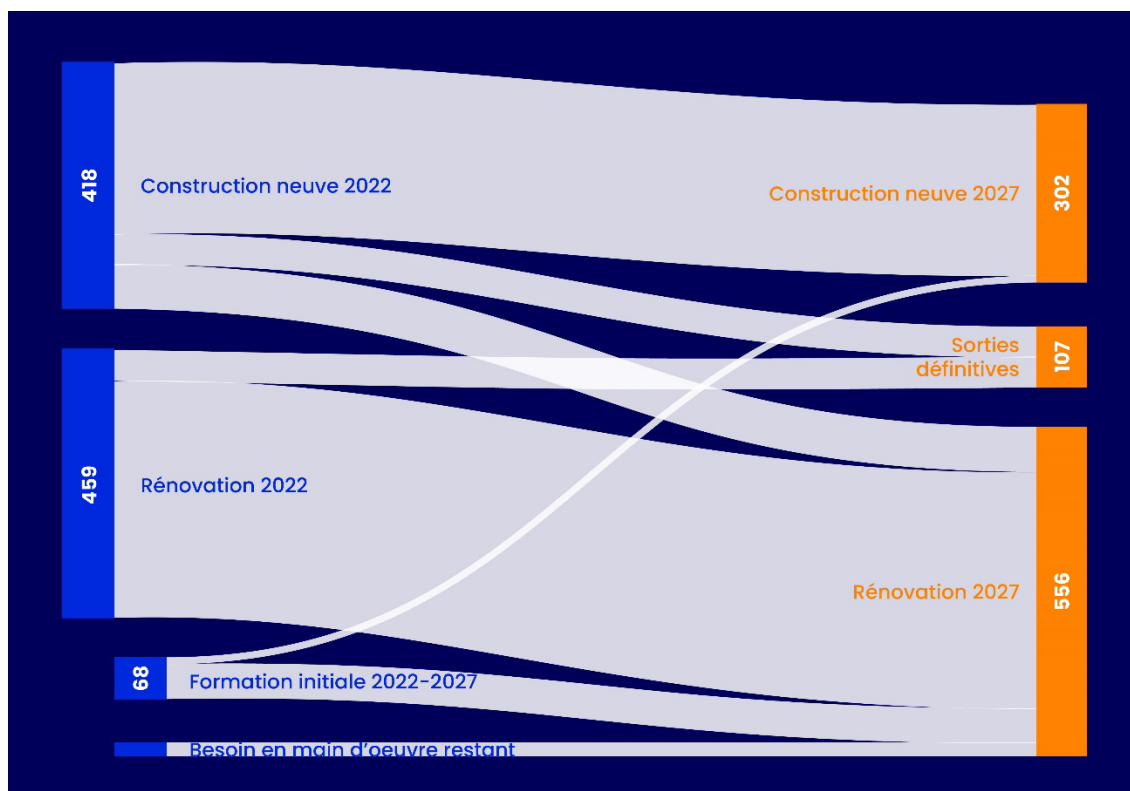 418
Construction neuve 2022
Construction neuve 2027
302
Sorties
définitives
107
459
Rénovation 2022
Rénovation 2027
556
68
Formation initiale 2022-2027
Besoin en main d'oeuvre restant